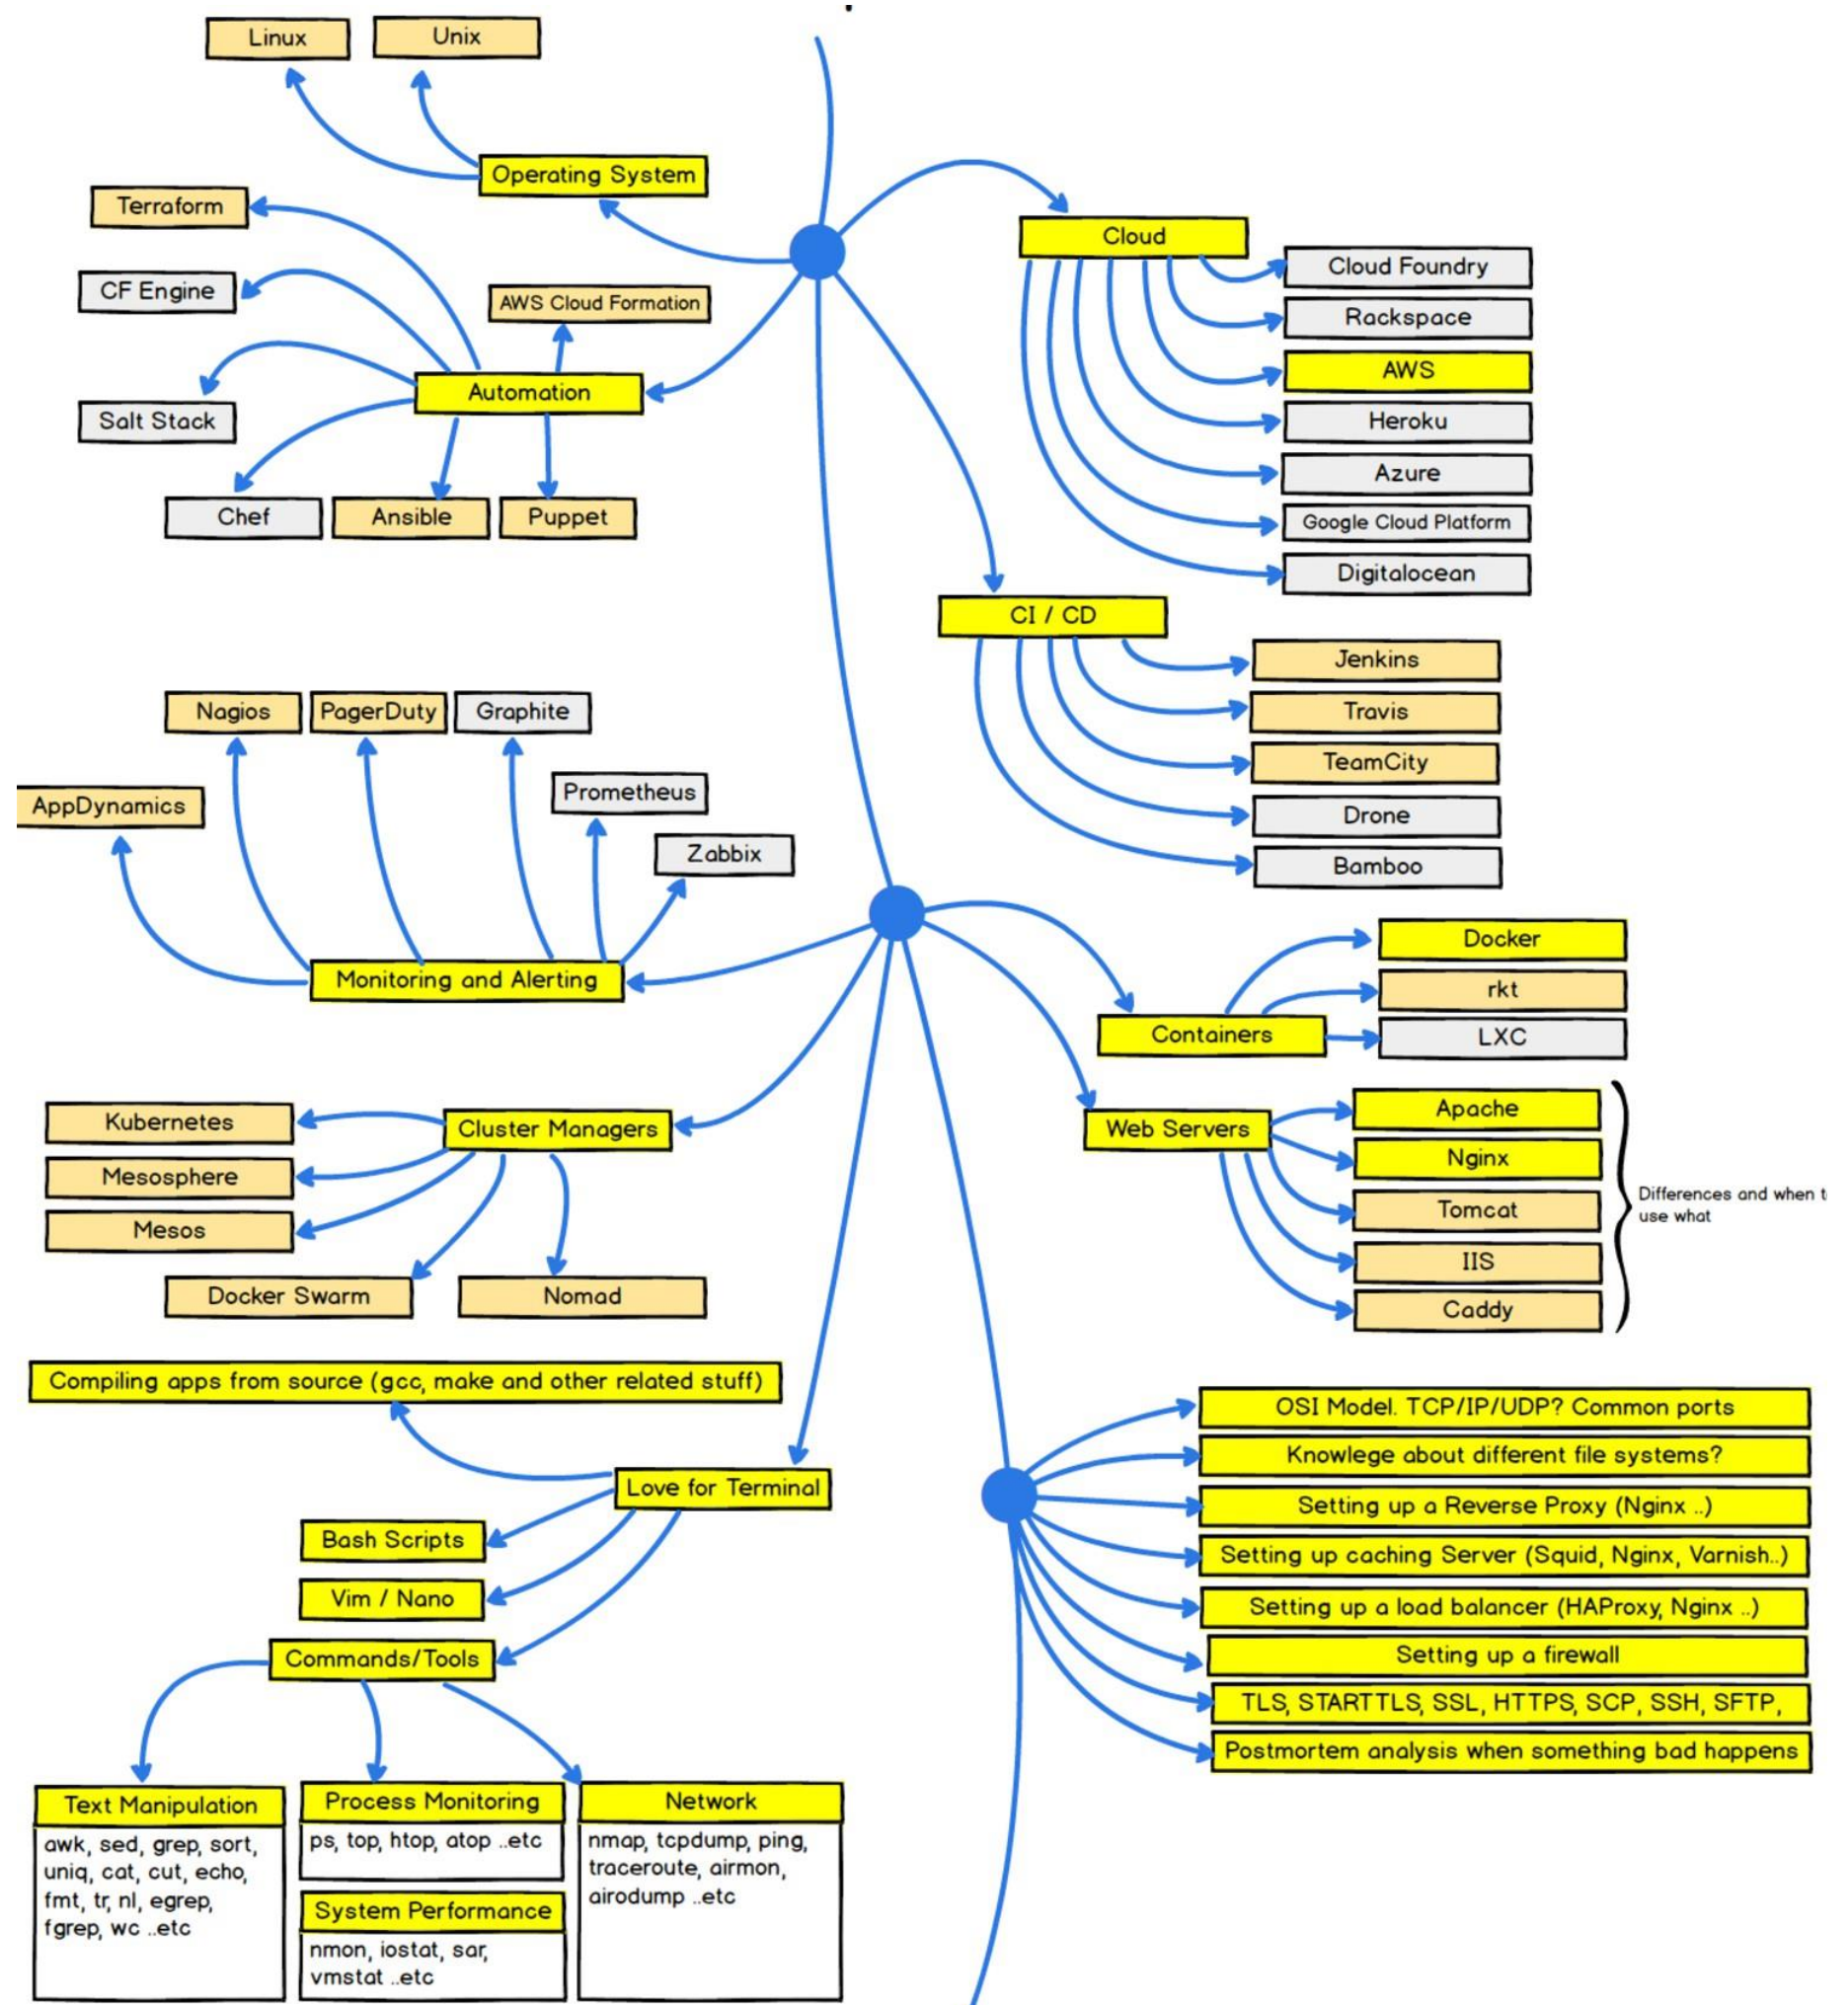 Linux
Unix
Operating System
Terraform
CF Engine
AWS Cloud Formation
Automation
Salt Stack
Chef
Ansible
Puppet
Cloud
Cloud Foundry
Rackspace
AWS
Heroku
Azure
Google Cloud Platform
Digitalocean
CI / CD
Jenkins
Travis
TeamCity
Drone
Bamboo
Nagios
PagerDuty
Graphite
AppDynamics
Prometheus
Zabbix
Monitoring and Alerting
Docker
rkt
LXC
Containers
Kubernetes
Cluster Managers
Mesosphere
Mesos
Docker Swarm
Nomad
Web Servers
Apache
Nginx
Tomcat
IIS
Caddy
Differences and when t
use what
Compiling apps from source (gcc, make and other related stuff)
Love for Terminal
Bash Scripts
Vim / Nano
Commands/Tools
OSI Model. TCP/IP/UDP? Common ports
Knowlege about different file systems?
Setting up a Reverse Proxy (Nginx ..)
Setting up caching Server (Squid, Nginx, Varnish..)
Setting up a load balancer (HAProxy, Nginx ..)
Setting up a firewall
TLS, STARTTLS, SSL, HTTPS, SCP, SSH, SFTP,
Postmortem analysis when something bad happens
Text Manipulation
awk, sed, grep, sort,
uniq, cat, cut, echo,
fmt, tr, nl, egrep,
fgrep, wc ..etc
Process Monitoring
ps, top, htop, atop ..etc
System Performance
nmon, iostat, sar,
vmstat ..etc
Network
nmap, tcpdump, ping,
traceroute, airmon,
airodump ..etc